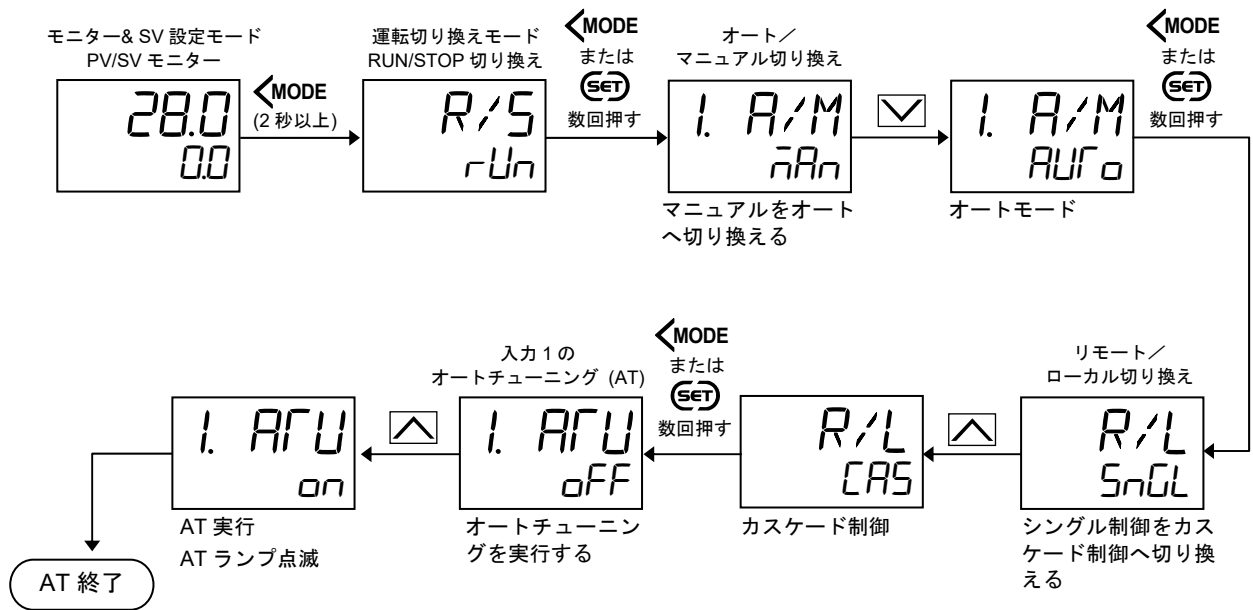 モニター& SV 設定モード
PV/SV モニター
28.0
0.0
MODE
(2 秒以上)
運転切り換えモード
RUN/STOP 切り換え
R/S
rUn
MODE
または
SET
数回押す
オート／
マニュアル切り換え
1. A/M
MAn
マニュアルをオート
へ切り換える
1. A/M
AUTo
オートモード
MODE
または
SET
数回押す
リモート／
ローカル切り換え
R/L
SnGL
シングル制御をカス
ケード制御へ切り換
える
R/L
CAS
カスケード制御
MODE
または
SET
数回押す
入力 1 の
オートチューニング (AT)
1. ATU
oFF
オートチューニン
グを実行する
1. ATU
on
AT 実行
AT ランプ点滅
AT 終了